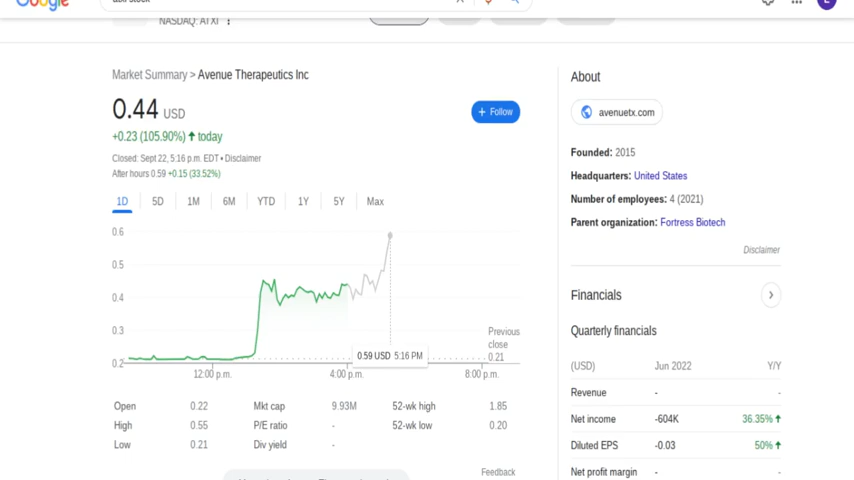 Google
NASDAQ: ATXI
Market Summary > Avenue Therapeutics Inc
0.44 USD
+ Follow
+0.23 (105.90%) today
Closed: Sept 22, 5:16 p.m. EDT • Disclaimer
After hours 0.59 +0.15 (33.52%)
1D 5D 1M 6M YTD 1Y 5Y Max
0.6
0.5
0.4
0.3
0.2
Previous
close
0.21
0.59 USD 5:16 PM
12:00 p.m. 4:00 p.m. 8:00 p.m.
Open 0.22 Mkt cap 9.93M 52-wk high 1.85
High 0.55 P/E ratio - 52-wk low 0.20
Low 0.21 Div yield -
Feedback
About
avenuetx.com
Founded: 2015
Headquarters: United States
Number of employees: 4 (2021)
Parent organization: Fortress Biotech
Disclaimer
Financials
Quarterly financials
(USD) Jun 2022 Y/Y
Revenue - -
Net income -604K 36.35%
Diluted EPS -0.03 50%
Net profit margin - -